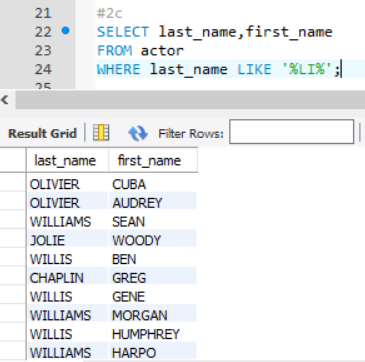 21 #2c
22 SELECT last_name,first_name
23 FROM actor
24 WHERE last_name LIKE '%LI%';
25
Result Grid Filter Rows:
last_name first_name
OLIVIER CUBA
OLIVIER AUDREY
WILLIAMS SEAN
JOLIE WOODY
WILLIS BEN
CHAPLIN GREG
WILLIS GENE
WILLIAMS MORGAN
WILLIS HUMPHREY
WILLIAMS HARPO